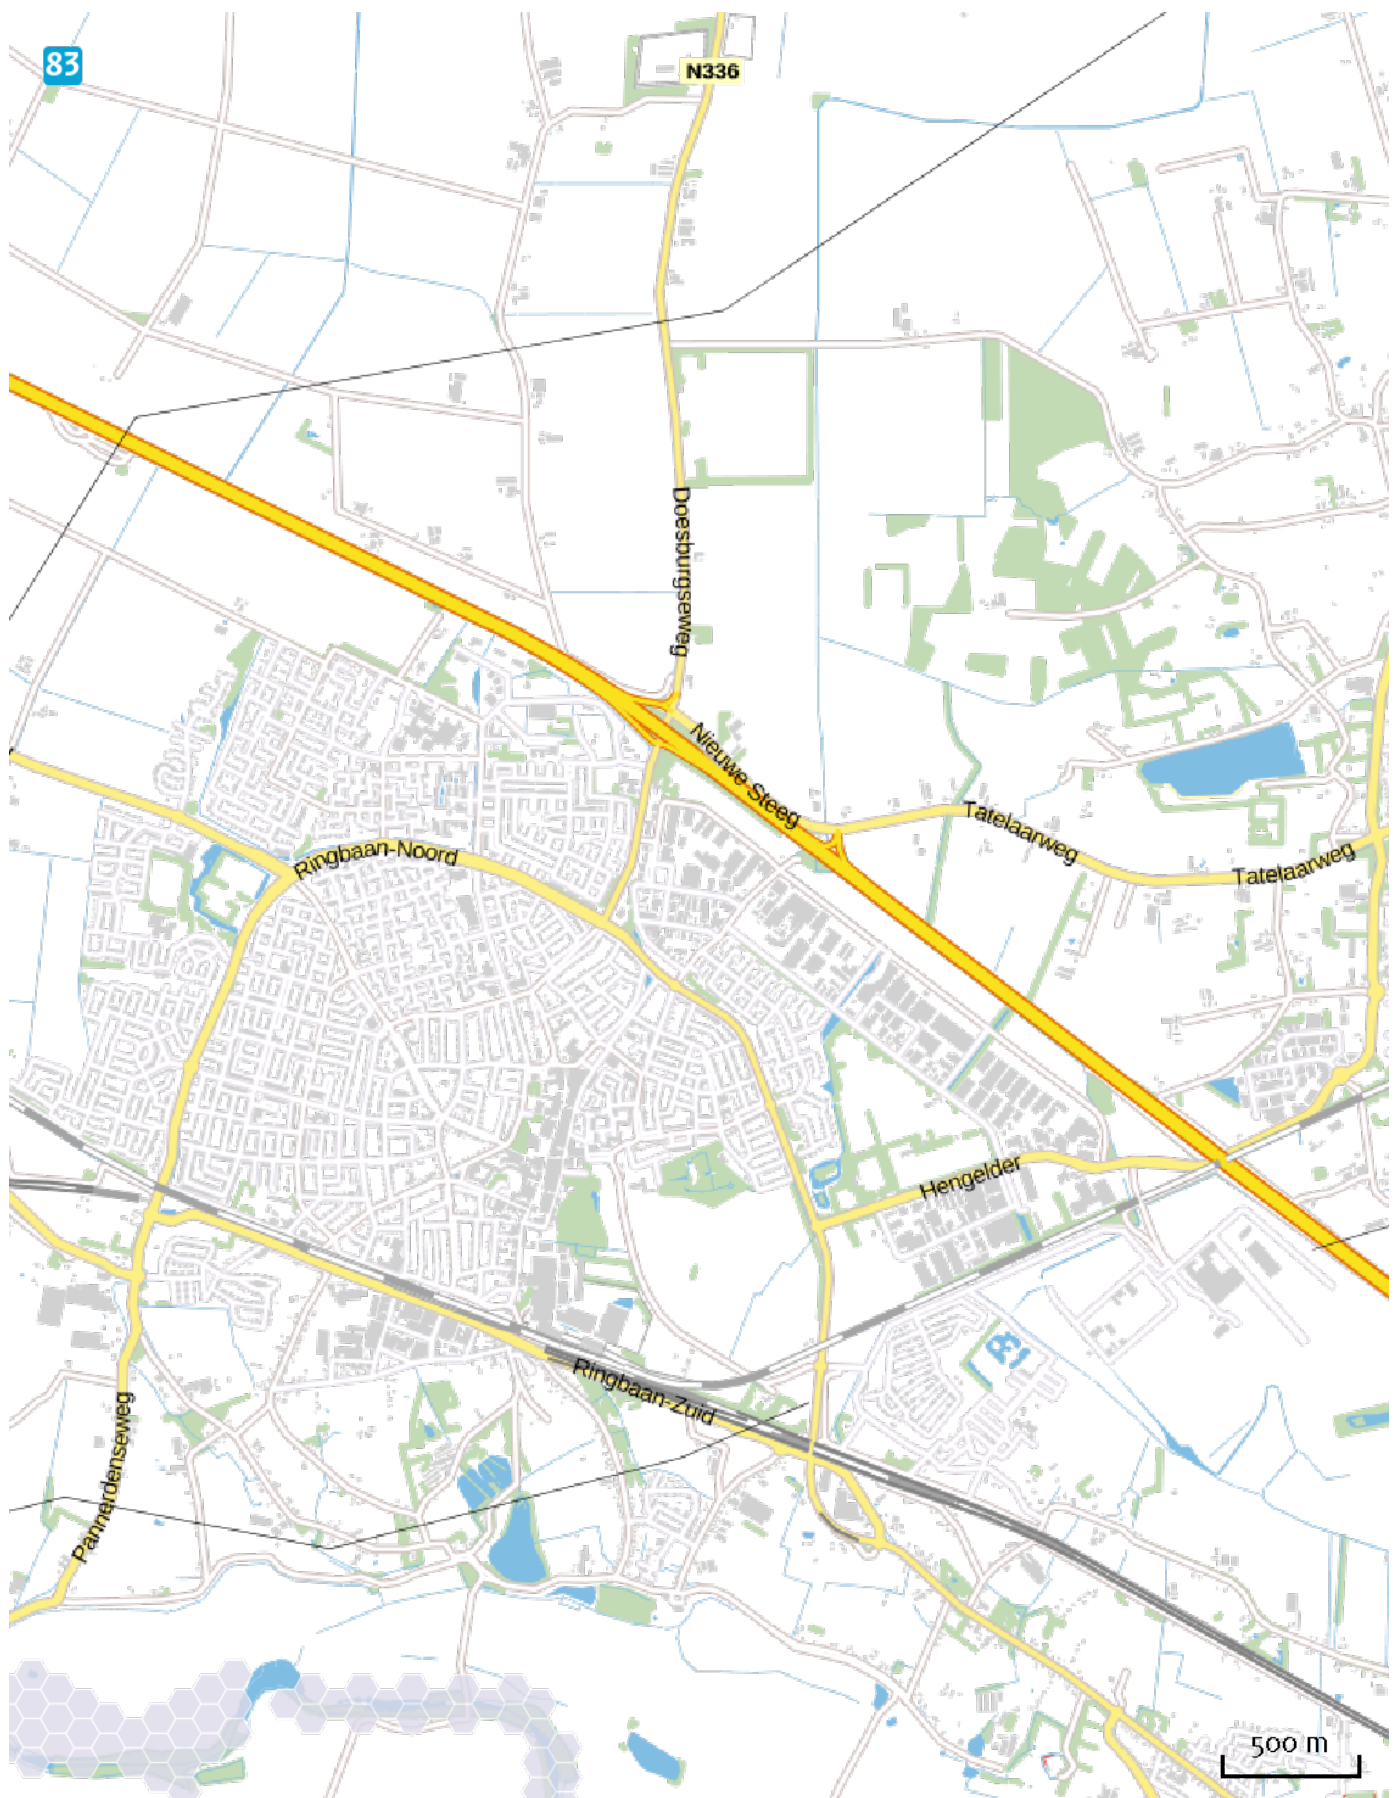 83
N336
Doesburgseweg
Nieuwe Steeg
Tatelaarweg
Tatelaarweg
Ringbaan-Noord
Hengelder
Ringbaan-Zuid
Pannerdenseweg
500 m